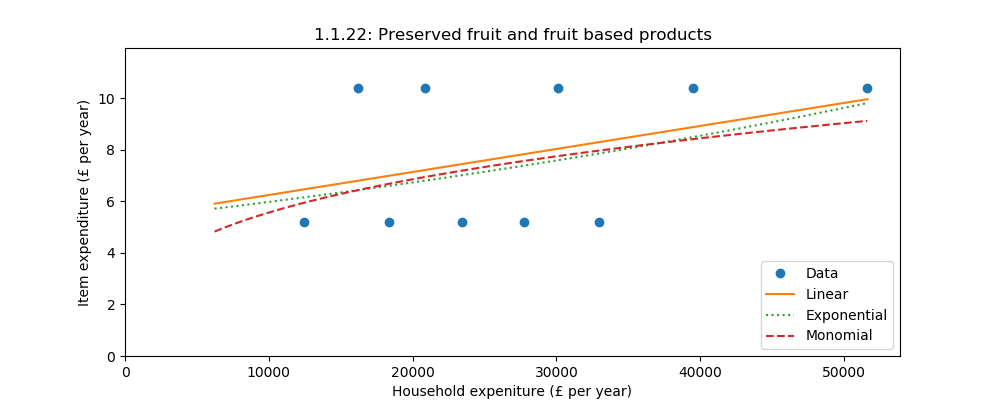 1.1.22: Preserved fruit and fruit based products
Item expenditure (£ per year)
10
8
6
4
2
0
0 10000 20000 30000 40000 50000
Household expeniture (£ per year)
Data
Linear
Exponential
Monomial